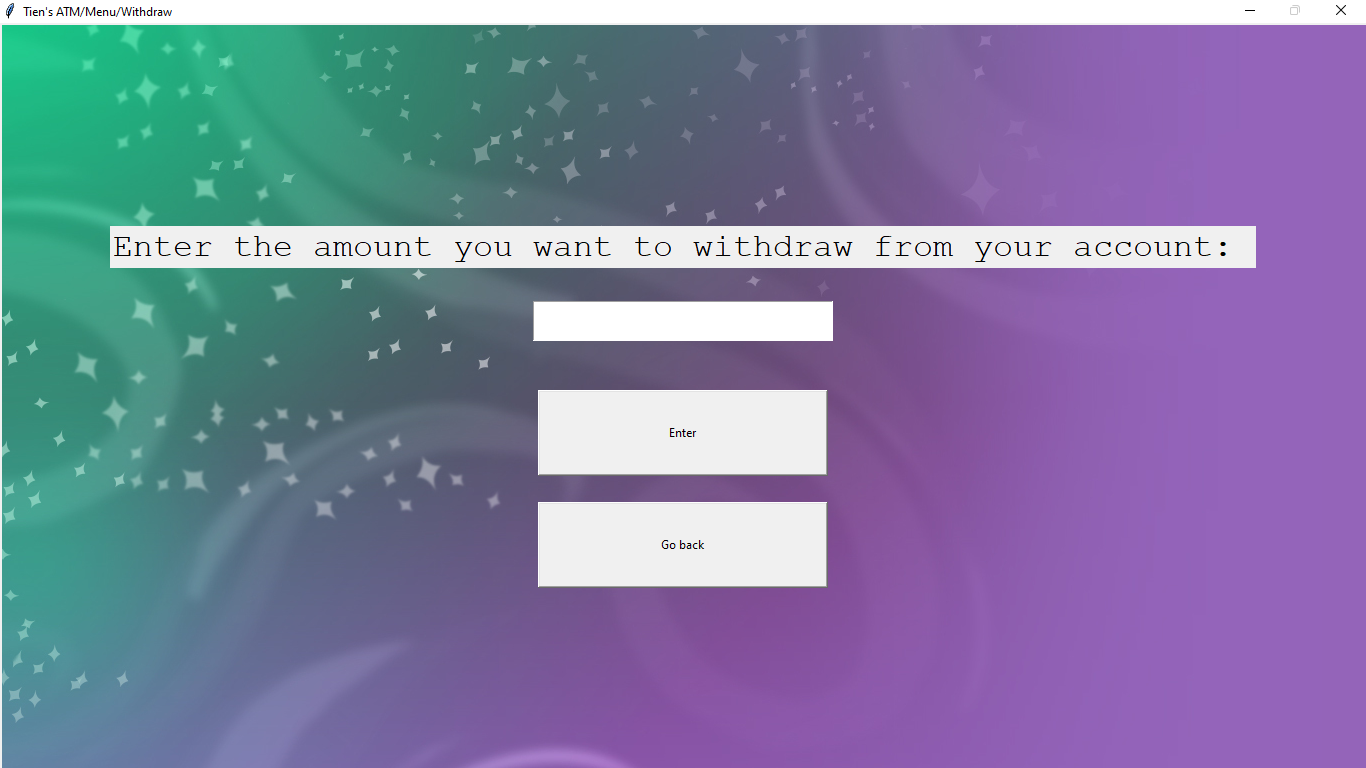 Tien's ATM/Menu/Withdraw
Enter the amount you want to withdraw from your account:
Enter
Go back